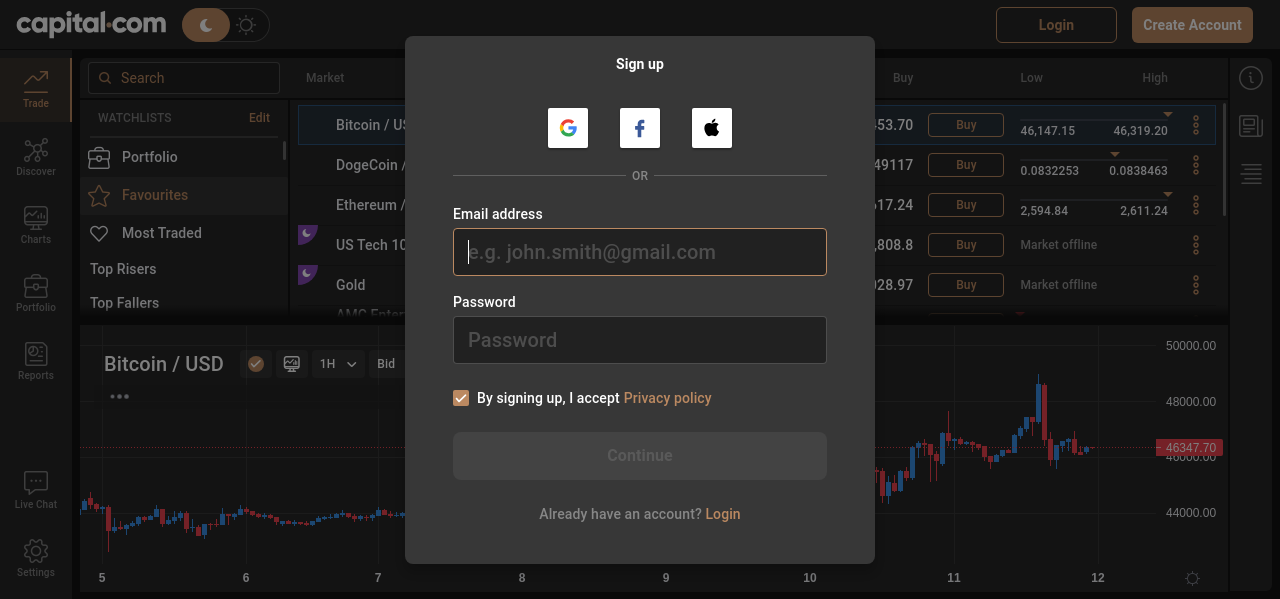 capital.com
Login
Create Account
Trade
Discover
Charts
Portfolio
Reports
Live Chat
Settings
Search
WATCHLISTS Edit
Portfolio
Favourites
Most Traded
Top Risers
Top Fallers
Market Buy Low High
Bitcoin / US 53.70 Buy 46,147.15 46,319.20
DogeCoin / 49117 Buy 0.0832253 0.0838463
Ethereum / 17.24 Buy 2,594.84 2,611.24
US Tech 10 ,808.8 Buy Market offline
Gold 28.97 Buy Market offline
Sign up
OR
Email address
e.g. john.smith@gmail.com
Password
Password
By signing up, I accept Privacy policy
Continue
Already have an account? Login
Bitcoin / USD 1H Bid
50000.00
48000.00
46347.70
46000.00
44000.00
5 6 7 8 9 10 11 12